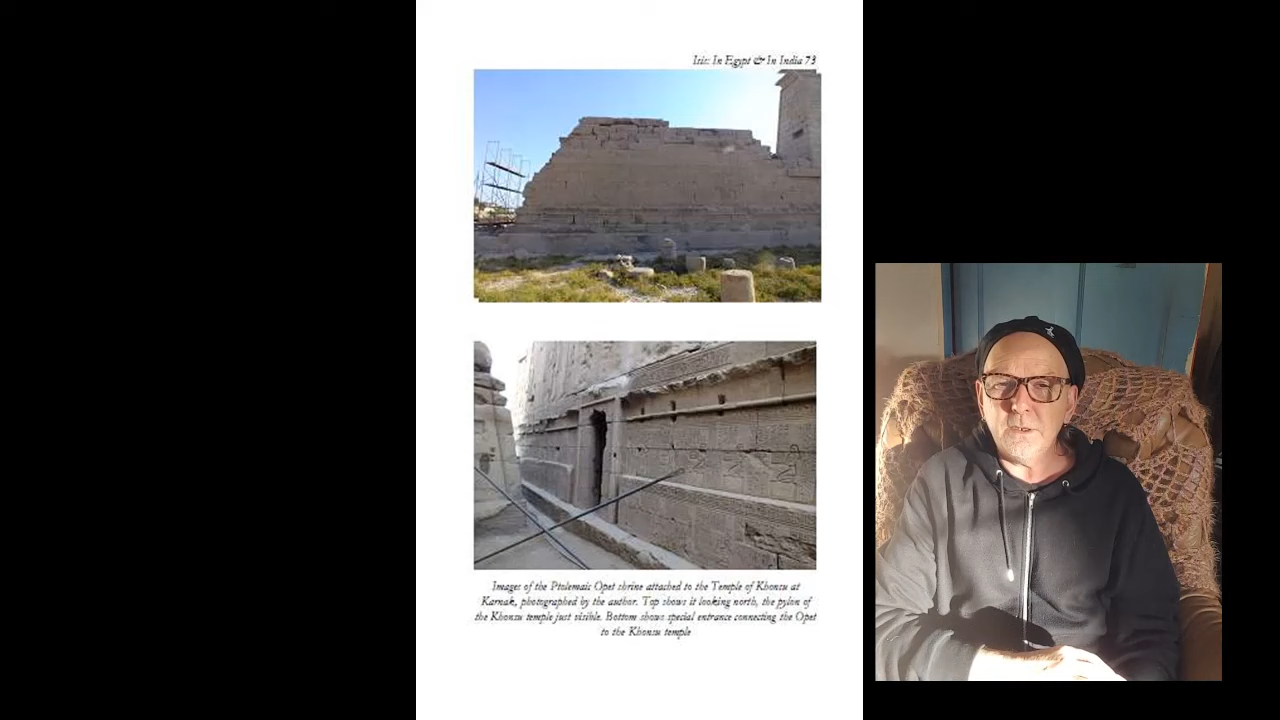 Isis: In Egypt & In India 73
Images of the Ptolemaic Opet shrine attached to the Temple of Khonsu at
Karnak, photographed by the author. Top shows it looking north, the pylon of
the Khonsu temple just visible. Bottom shows special entrance connecting the Opet
to the Khonsu temple